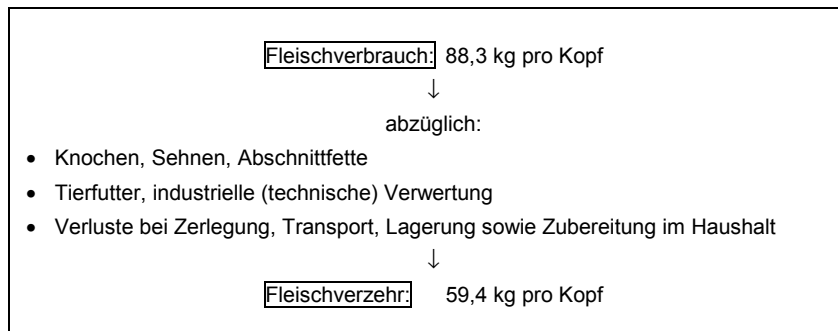 Fleischverbrauch: 88,3 kg pro Kopf
↓
abzüglich:
• Knochen, Sehnen, Abschnittfette
• Tierfutter, industrielle (technische) Verwertung
• Verluste bei Zerlegung, Transport, Lagerung sowie Zubereitung im Haushalt
↓
Fleischverzehr: 59,4 kg pro Kopf